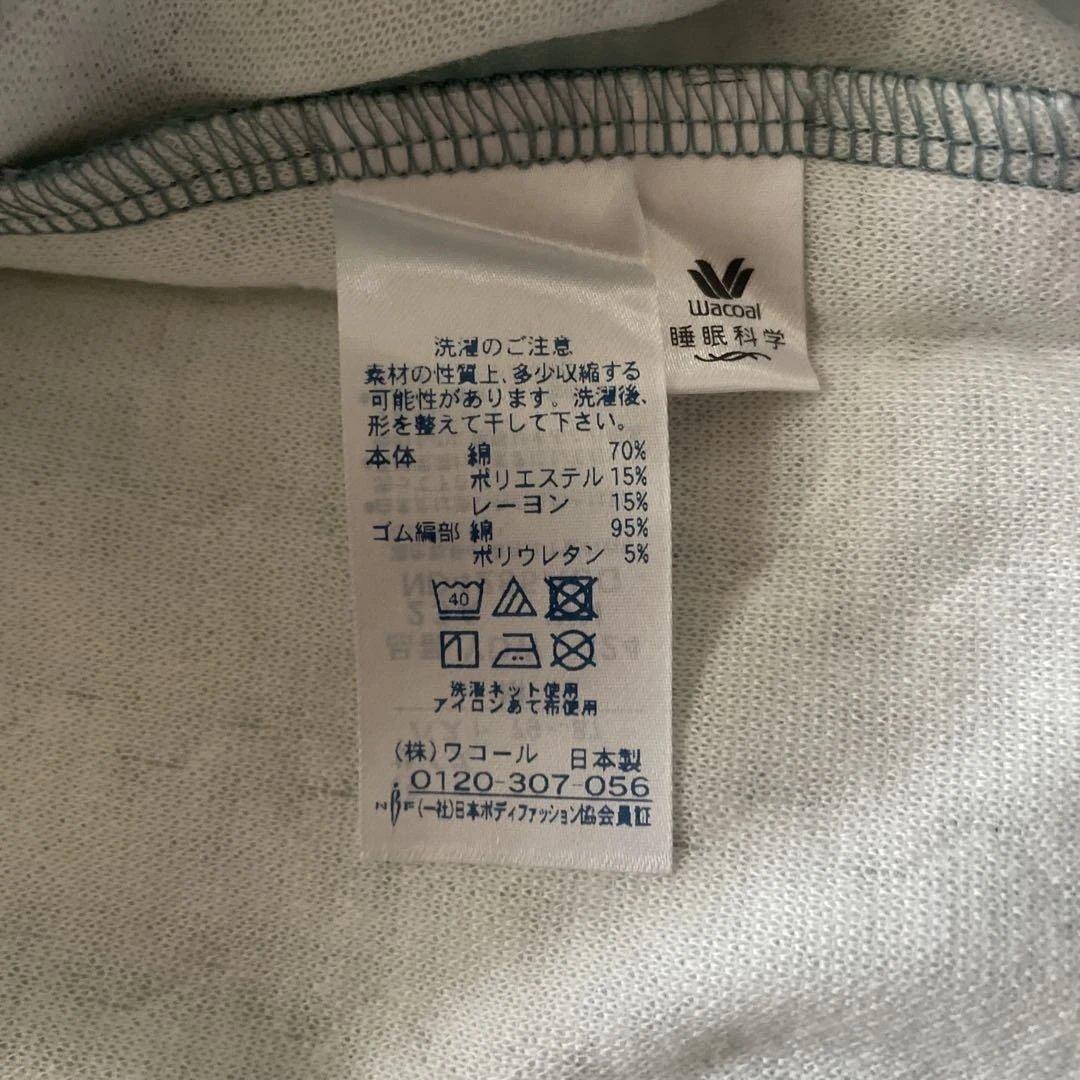 Wacoal
睡眠科学
洗濯のご注意
素材の性質上、多少収縮する
可能性があります。洗濯後、
形を整えて干して下さい。
本体 綿 70%
ポリエステル 15%
レーヨン 15%
ゴム編部 綿 95%
ポリウレタン 5%
40
洗濯ネット使用
アイロンあて布使用
(株)ワコール 日本製
0120-307-056
NBF(一社)日本ボディファッション協会員証